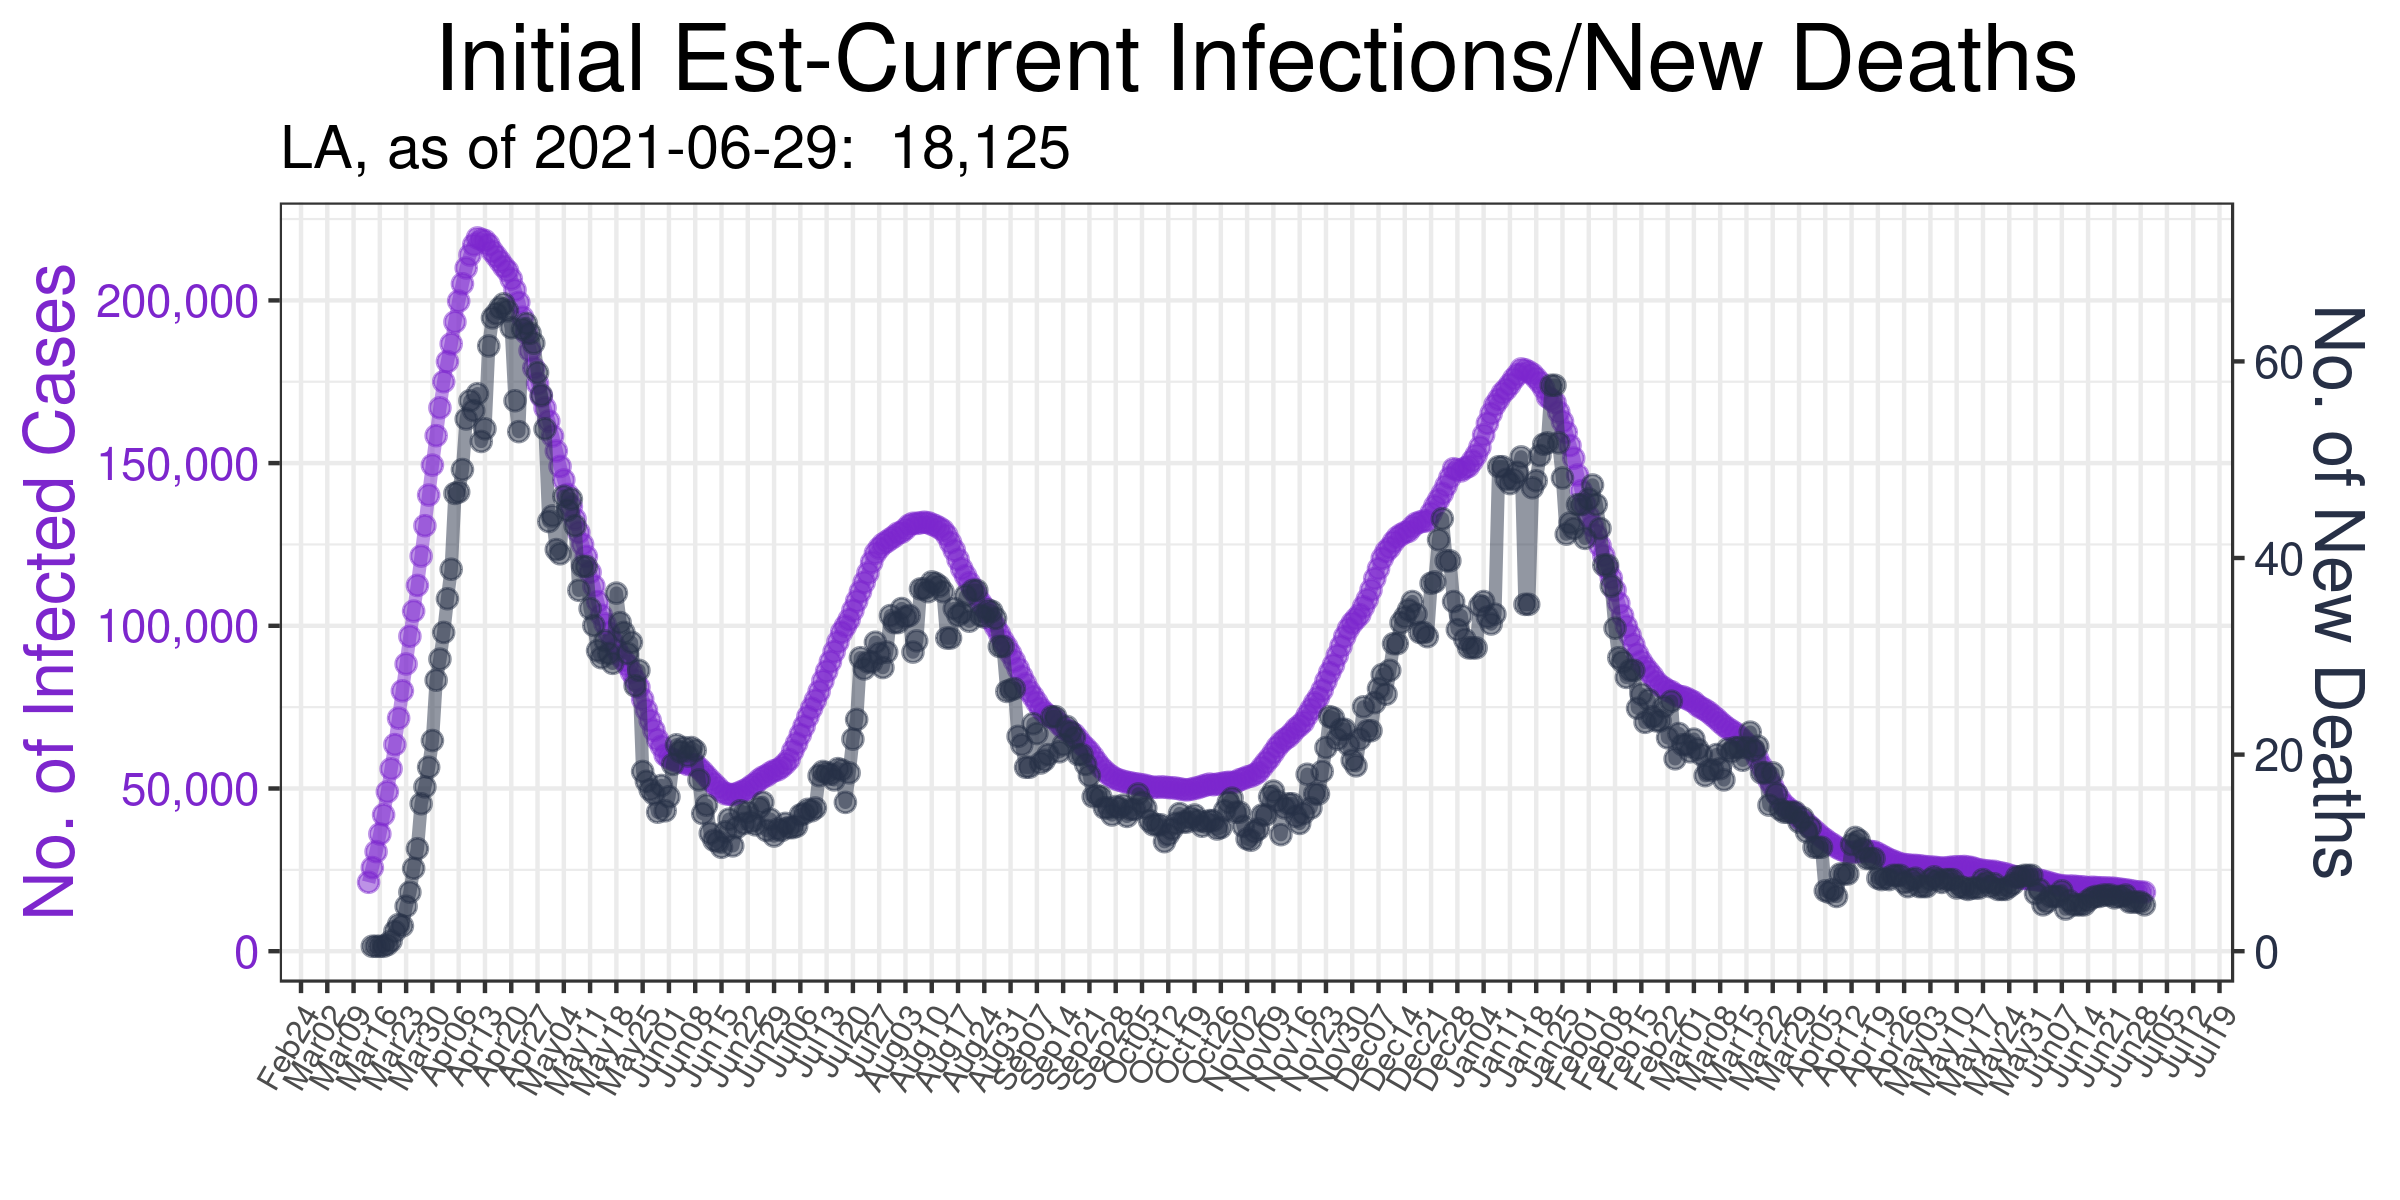 Initial Est-Current Infections/New Deaths
LA, as of 2021-06-29:  18,125
No. of Infected Cases
200,000
150,000
100,000
50,000
0
No. of New Deaths
60
40
20
0
Feb24
Mar02
Mar09
Mar16
Mar23
Mar30
Apr06
Apr13
Apr20
Apr27
May04
May11
May18
May25
Jun01
Jun08
Jun15
Jun22
Jun29
Jul06
Jul13
Jul20
Jul27
Aug03
Aug10
Aug17
Aug24
Aug31
Sep07
Sep14
Sep21
Sep28
Oct05
Oct12
Oct19
Oct26
Nov02
Nov09
Nov16
Nov23
Nov30
Dec07
Dec14
Dec21
Dec28
Jan04
Jan11
Jan18
Jan25
Feb01
Feb08
Feb15
Feb22
Mar01
Mar08
Mar15
Mar22
Mar29
Apr05
Apr12
Apr19
Apr26
May03
May10
May17
May24
May31
Jun07
Jun14
Jun21
Jun28
Jul05
Jul12
Jul19